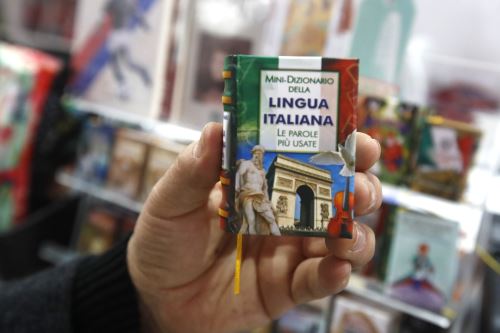 MINI-DIZIONARIO
DELLA
LINGUA
ITALIANA
LE PAROLE
PIÙ USATE